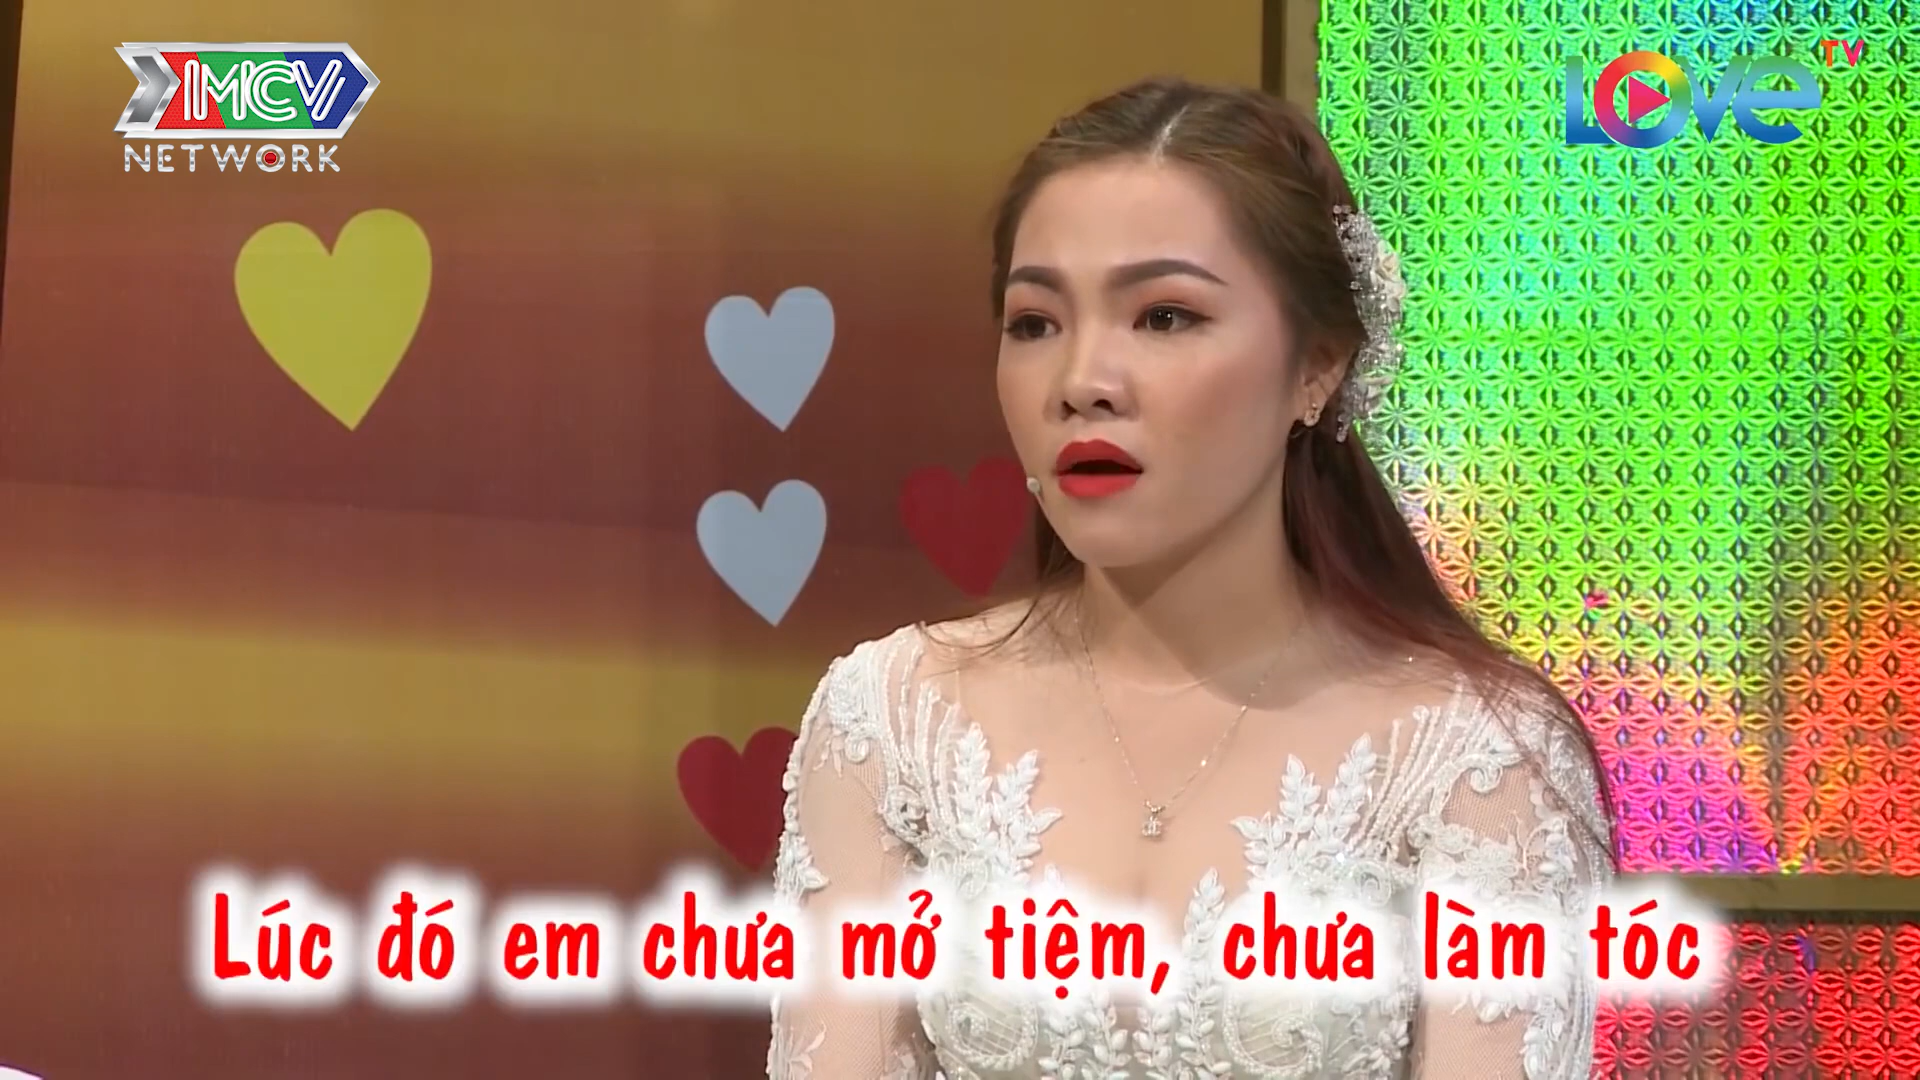 MCV
NETWORK
LOVE TV
Lúc đó em chưa mở tiệm, chưa làm tóc